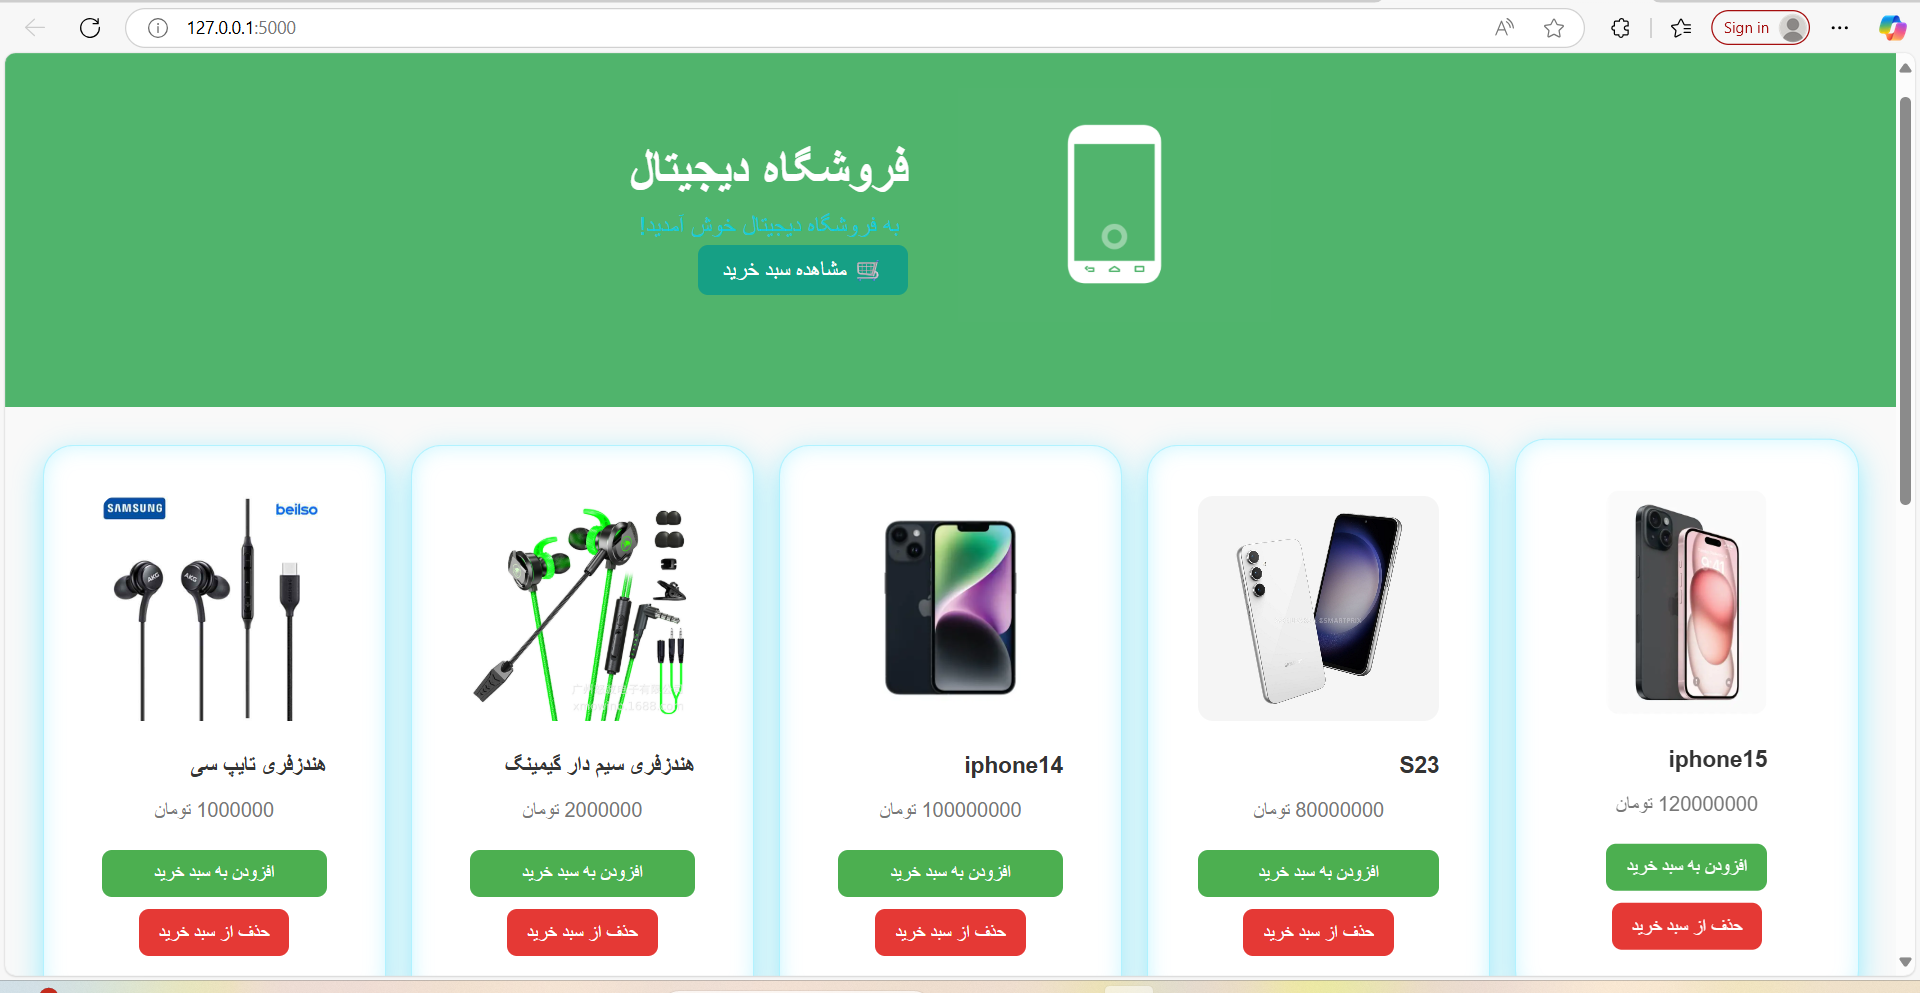 127.0.0.1:5000
Sign in
فروشگاه دیجیتال
به فروشگاه دیجیتال خوش آمدید!
مشاهده سبد خرید
iphone15
120000000 تومان
افزودن به سبد خرید
حذف از سبد خرید
S23
80000000 تومان
افزودن به سبد خرید
حذف از سبد خرید
iphone14
100000000 تومان
افزودن به سبد خرید
حذف از سبد خرید
هندزفری سیم دار گیمینگ
2000000 تومان
افزودن به سبد خرید
حذف از سبد خرید
SAMSUNG
beilso
AKG
AKG
هندزفری تایپ سی
1000000 تومان
افزودن به سبد خرید
حذف از سبد خرید